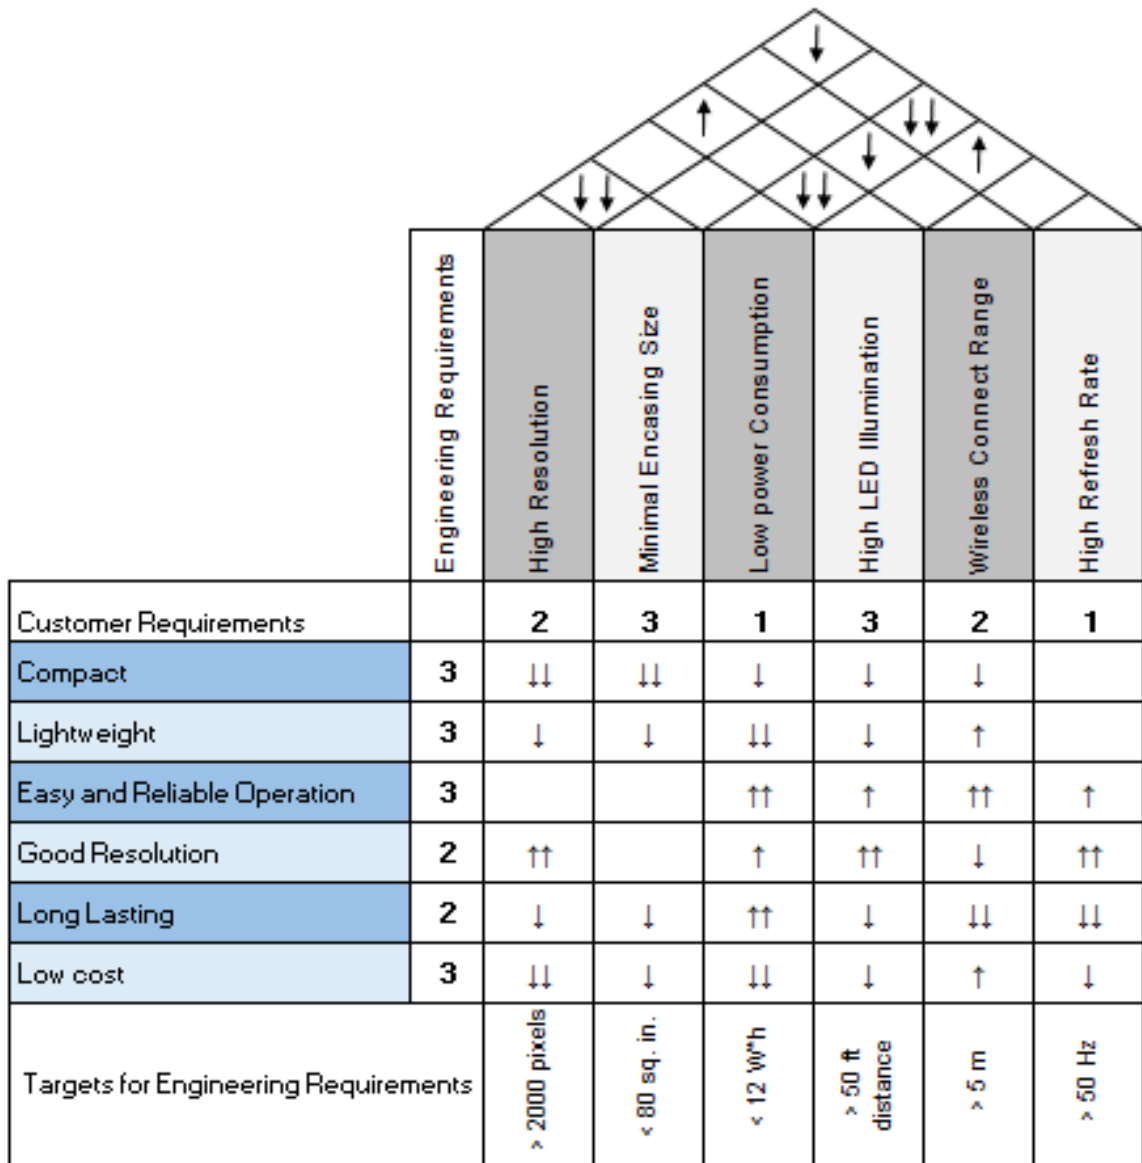 Engineering Requirements
High Resolution
Minimal Encasing Size
Low power Consumption
High LED Illumination
Wireless Connect Range
High Refresh Rate
Customer Requirements 2 3 1 3 2 1
Compact 3 ↓↓ ↓↓ ↓ ↓ ↓
Lightweight 3 ↓ ↓ ↓↓ ↓ ↑
Easy and Reliable Operation 3 ↑↑ ↑ ↑↑ ↑
Good Resolution 2 ↑↑ ↑ ↑↑ ↓ ↑↑
Long Lasting 2 ↓ ↓ ↑↑ ↓ ↓↓ ↓↓
Low cost 3 ↓↓ ↓ ↓↓ ↓ ↑ ↓
Targets for Engineering Requirements
> 2000 pixels
< 80 sq. in.
< 12 W*h
> 50 ft
distance
> 5 m
> 50 Hz